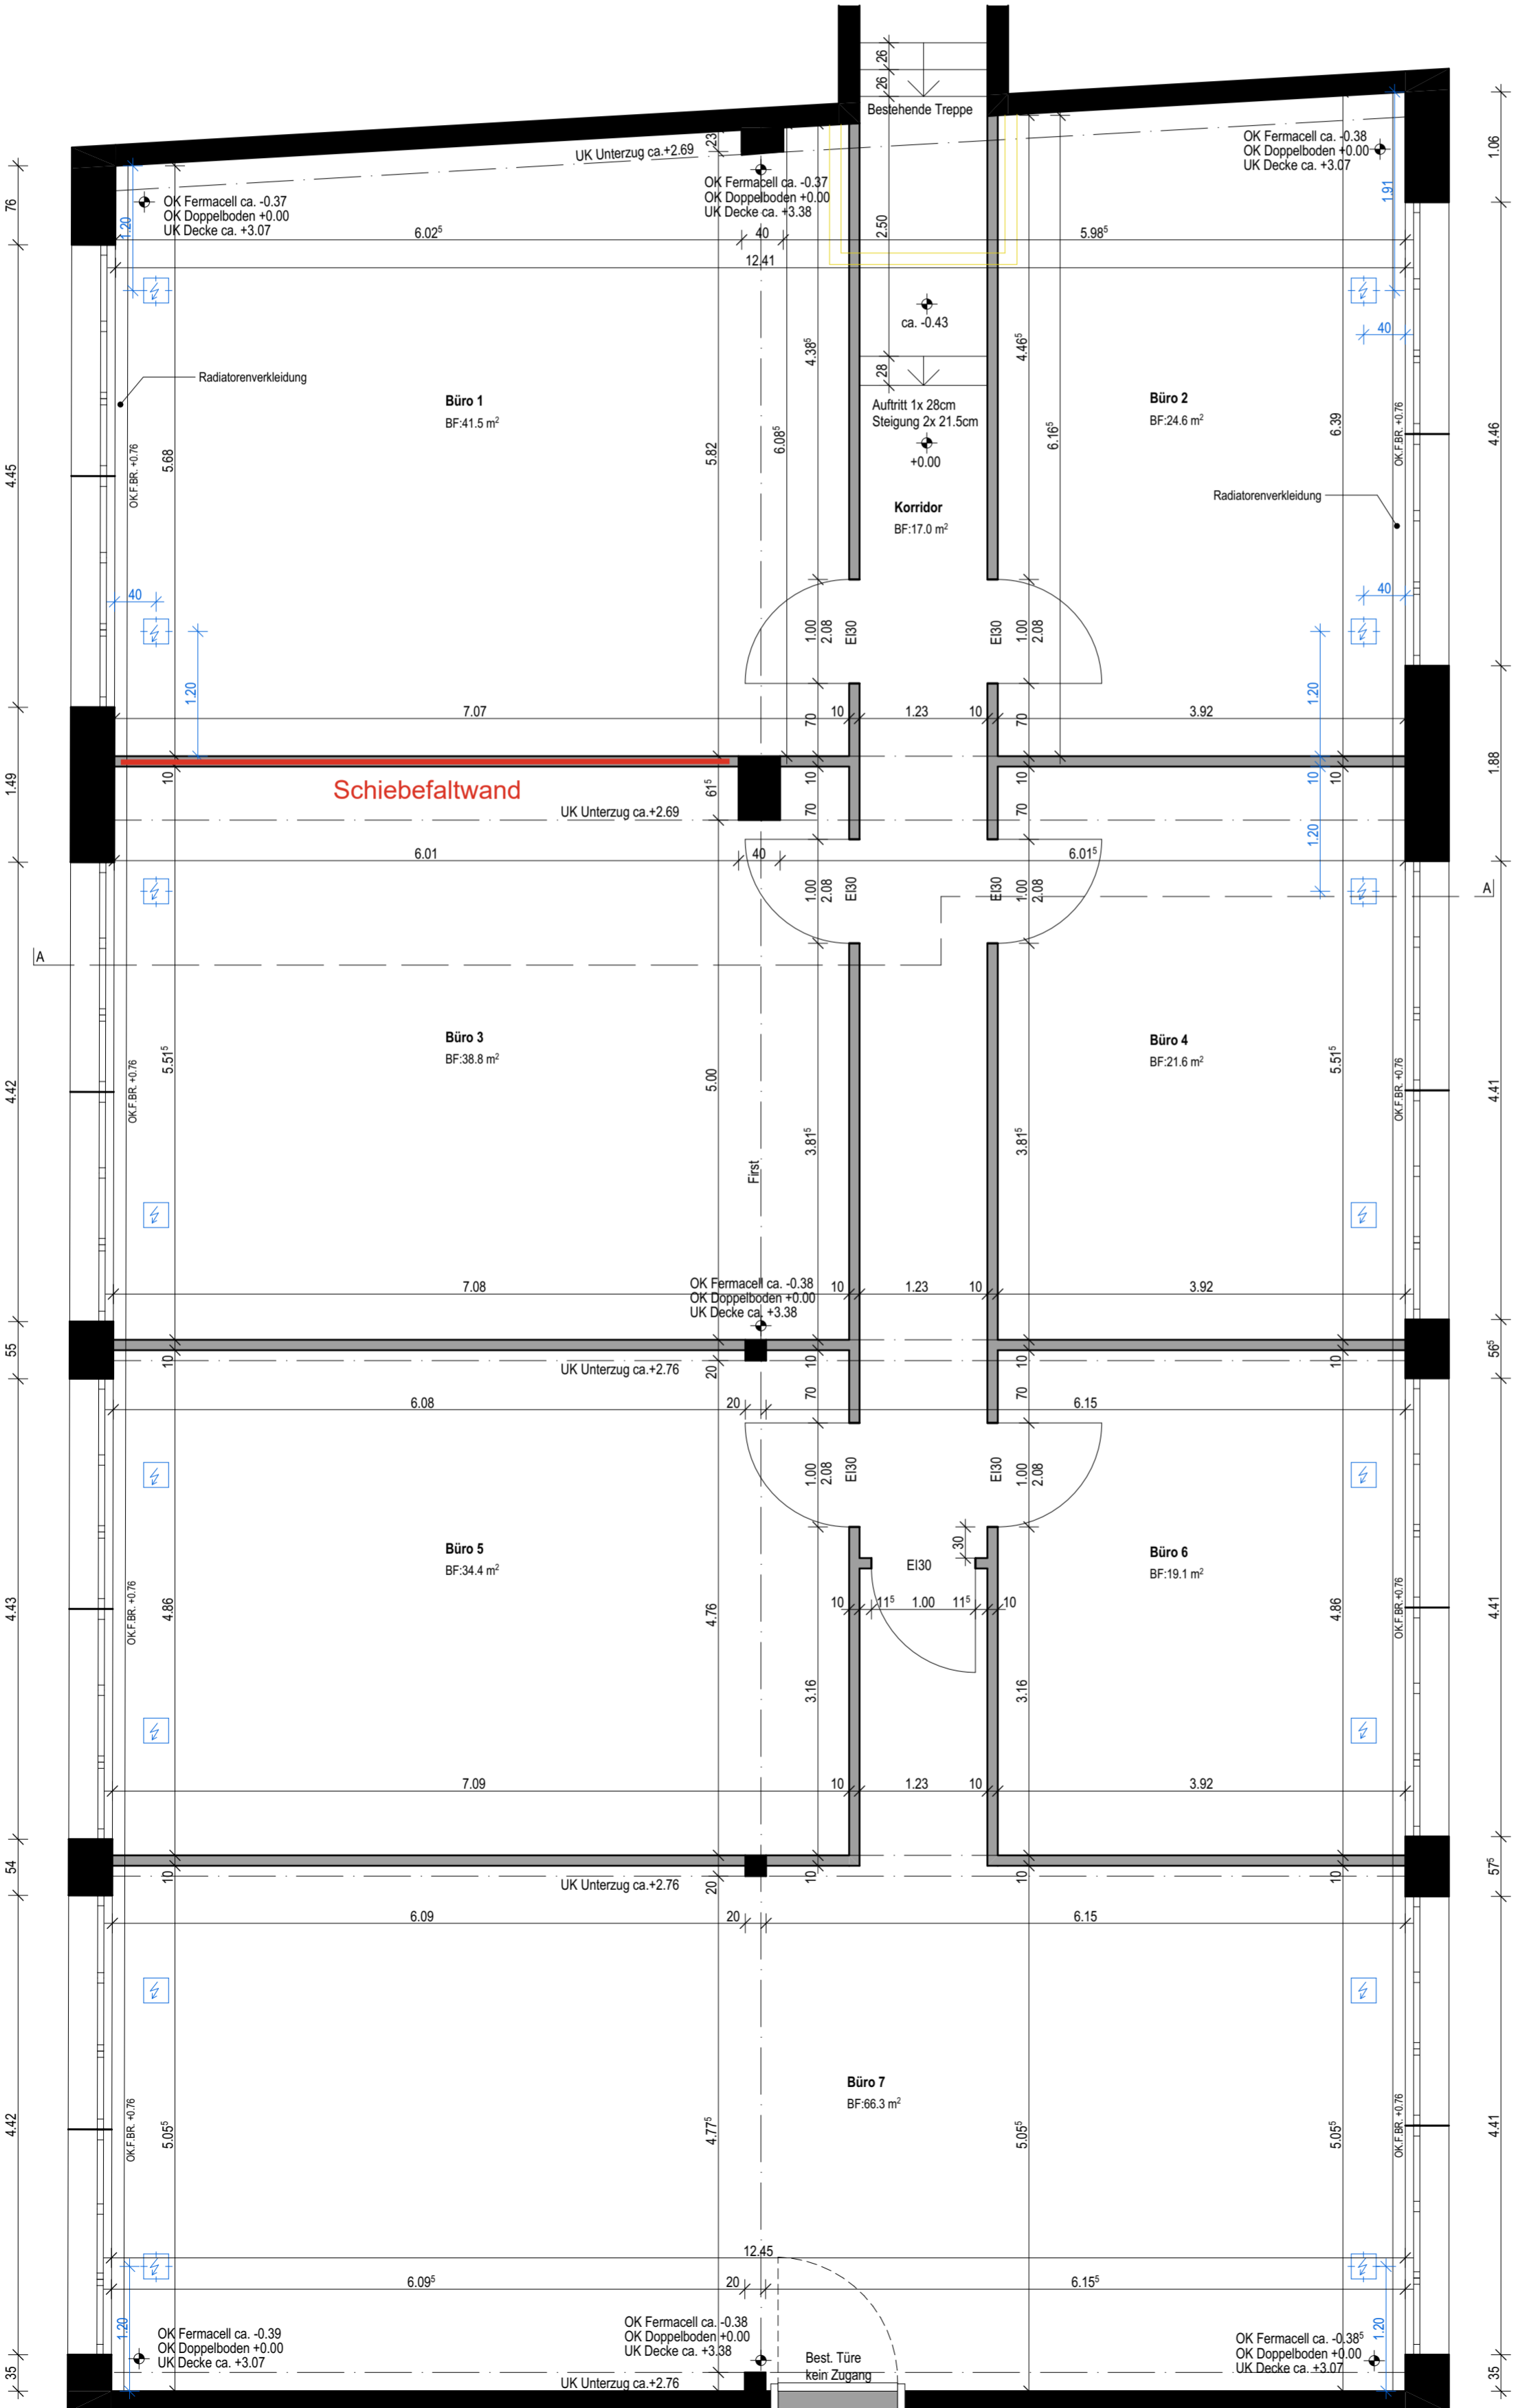 26
26
Bestehende Treppe
23
UK Unterzug ca.+2.69
OK Fermacell ca. -0.38
OK Doppelboden +0.00
UK Decke ca. +3.07
1.06
OK Fermacell ca. -0.37
OK Doppelboden +0.00
UK Decke ca. +3.38
OK Fermacell ca. -0.37
OK Doppelboden +0.00
UK Decke ca. +3.07
76
1.20
1.91
2.50
6.02⁵
40
5.98⁵
12.41
ca. -0.43
40
4.38⁵
4.46⁵
28
Radiatorenverkleidung
Büro 1
BF:41.5 m²
Auftritt 1x 28cm
Steigung 2x 21.5cm
+0.00
Büro 2
BF:24.6 m²
OK.F.BR. +0.76
5.68
5.82
6.08⁵
6.16⁵
6.39
OK.F.BR. +0.76
4.46
4.45
Radiatorenverkleidung
Korridor
BF:17.0 m²
40
40
1.00
2.08
EI30
EI30
1.00
2.08
1.20
1.20
7.07
10
70
1.23
10
70
3.92
Schiebefaltwand
1.49
10
61⁵
10
10
10
10
1.88
UK Unterzug ca.+2.69
70
70
1.20
6.01
40
6.01⁵
1.00
2.08
EI30
EI30
1.00
2.08
A
A
Büro 3
BF:38.8 m²
Büro 4
BF:21.6 m²
4.42
OK.F.BR. +0.76
5.51⁵
5.00
3.81⁵
3.81⁵
5.51⁵
OK.F.BR. +0.76
4.41
First
7.08
OK Fermacell ca. -0.38
OK Doppelboden +0.00
UK Decke ca. +3.38
10
1.23
10
3.92
55
10
20
10
10
10
56⁵
UK Unterzug ca.+2.76
70
70
6.08
20
6.15
1.00
2.08
EI30
EI30
1.00
2.08
Büro 5
BF:34.4 m²
30
EI30
Büro 6
BF:19.1 m²
4.43
OK.F.BR. +0.76
4.86
4.76
10
11⁵
1.00
11⁵
10
4.86
OK.F.BR.+0.76
4.41
3.16
3.16
7.09
10
1.23
10
3.92
54
10
20
10
10
10
57⁵
UK Unterzug ca.+2.76
6.09
20
6.15
Büro 7
BF:66.3 m²
4.42
OK.F.BR. +0.76
5.05⁵
4.77⁵
5.05⁵
5.05⁵
OK.F.BR. +0.76
4.41
12.45
6.09⁵
20
6.15⁵
1.20
1.20
OK Fermacell ca. -0.39
OK Doppelboden +0.00
UK Decke ca. +3.07
OK Fermacell ca. -0.38
OK Doppelboden +0.00
UK Decke ca. +3.38
OK Fermacell ca. -0.38⁵
OK Doppelboden +0.00
UK Decke ca. +3.07
Best. Türe
kein Zugang
35
UK Unterzug ca.+2.76
35